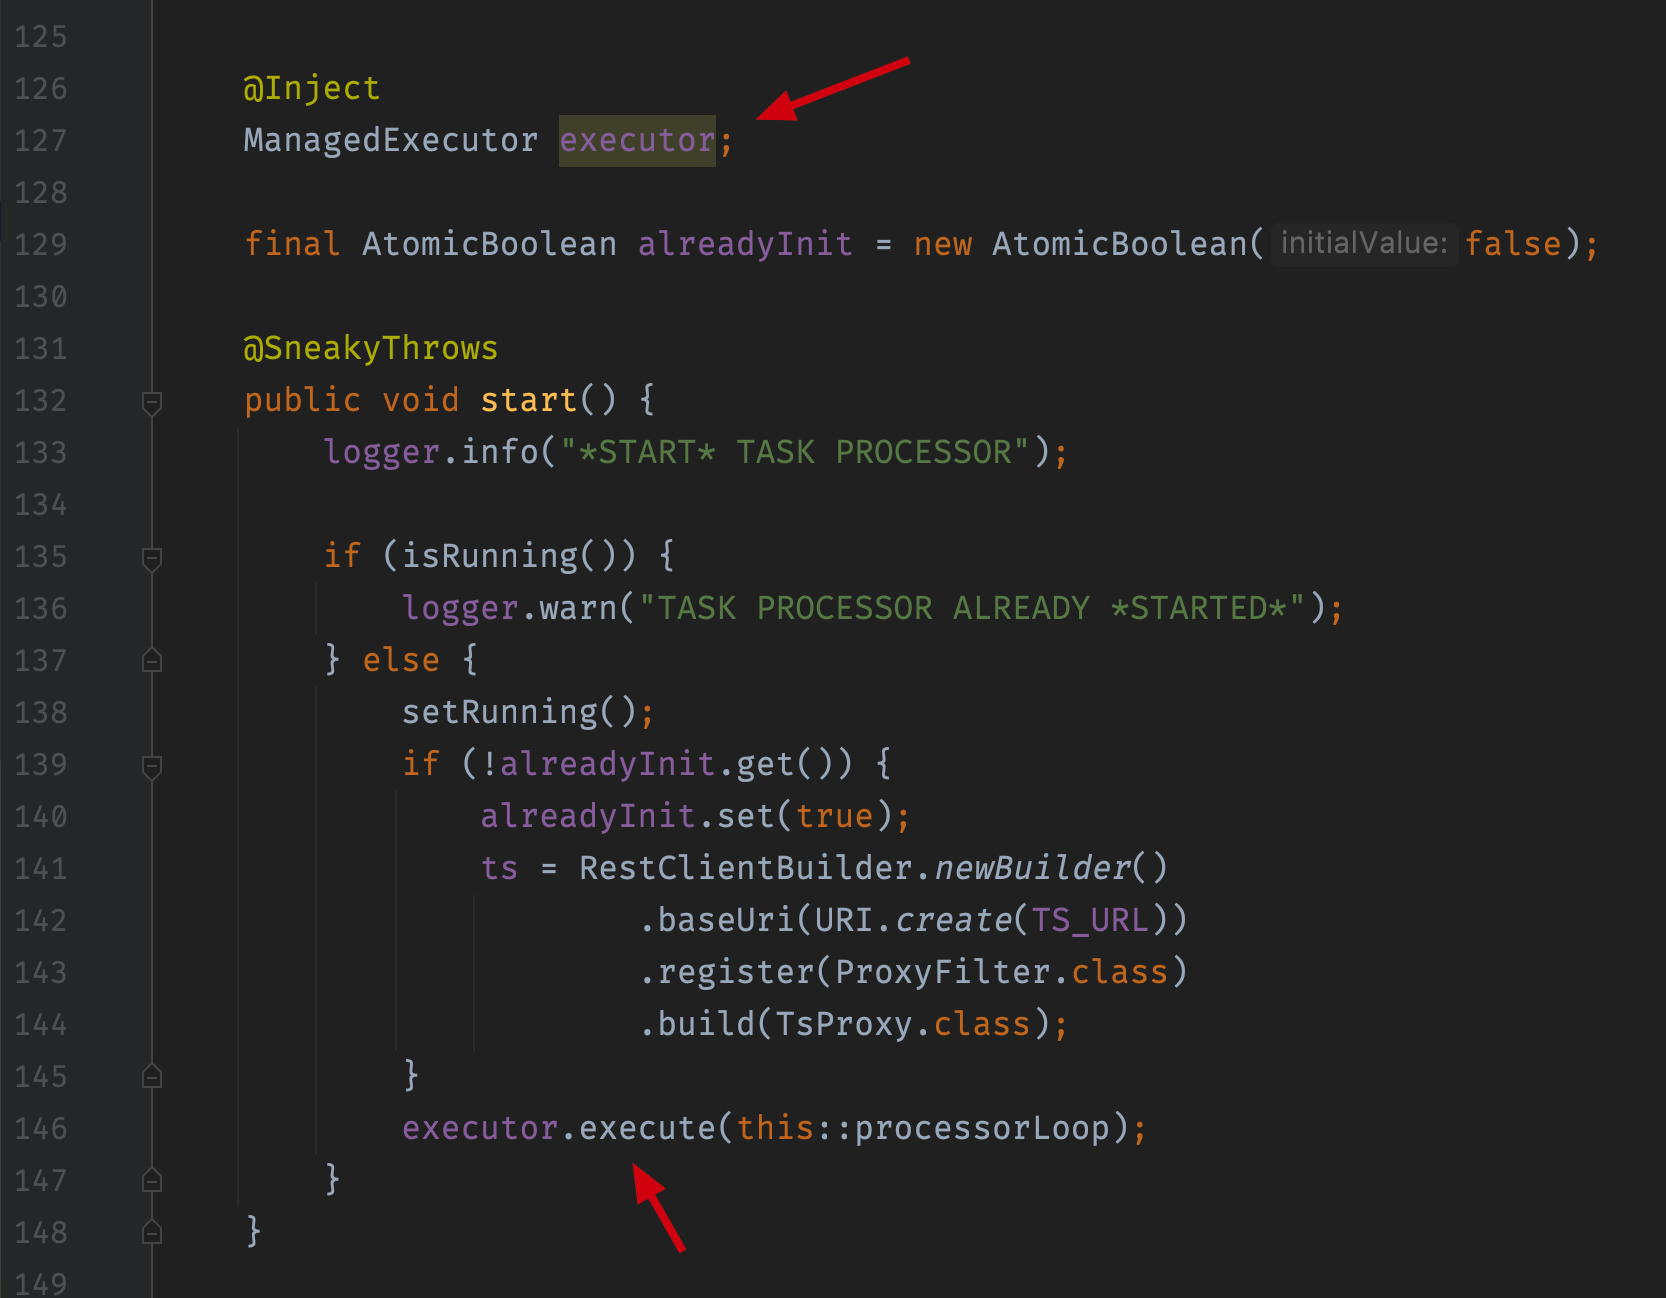 125
126 @Inject
127 ManagedExecutor executor;
128
129 final AtomicBoolean alreadyInit = new AtomicBoolean( initialValue: false);
130
131 @SneakyThrows
132 public void start() {
133 logger.info("*START* TASK PROCESSOR");
134
135 if (isRunning()) {
136 logger.warn("TASK PROCESSOR ALREADY *STARTED*");
137 } else {
138 setRunning();
139 if (!alreadyInit.get()) {
140 alreadyInit.set(true);
141 ts = RestClientBuilder.newBuilder()
142 .baseUri(URI.create(TS_URL))
143 .register(ProxyFilter.class)
144 .build(TsProxy.class);
145 }
146 executor.execute(this::processorLoop);
147 }
148 }
149